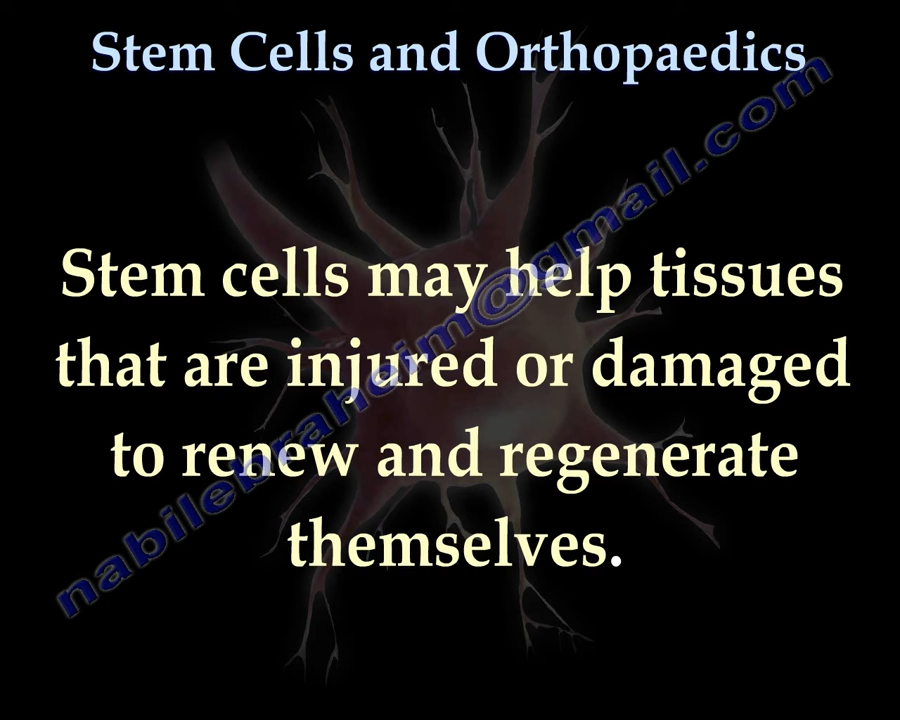 Stem Cells and Orthopaedics
Stem cells may help tissues
that are injured or damaged
to renew and regenerate
themselves.
nabilebraheim@gmail.com